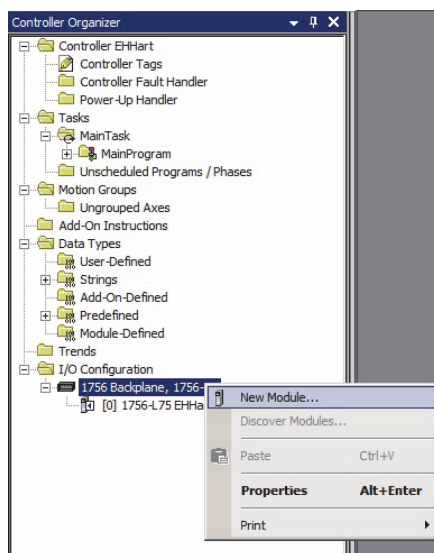 Controller Organizer
Controller EHHart
Controller Tags
Controller Fault Handler
Power-Up Handler
Tasks
MainTask
MainProgram
Unscheduled Programs / Phases
Motion Groups
Ungrouped Axes
Add-On Instructions
Data Types
User-Defined
Strings
Add-On-Defined
Predefined
Module-Defined
Trends
I/O Configuration
1756 Backplane, 1756-
[0] 1756-L75 EHHa
New Module...
Discover Modules...
Paste Ctrl+V
Properties Alt+Enter
Print